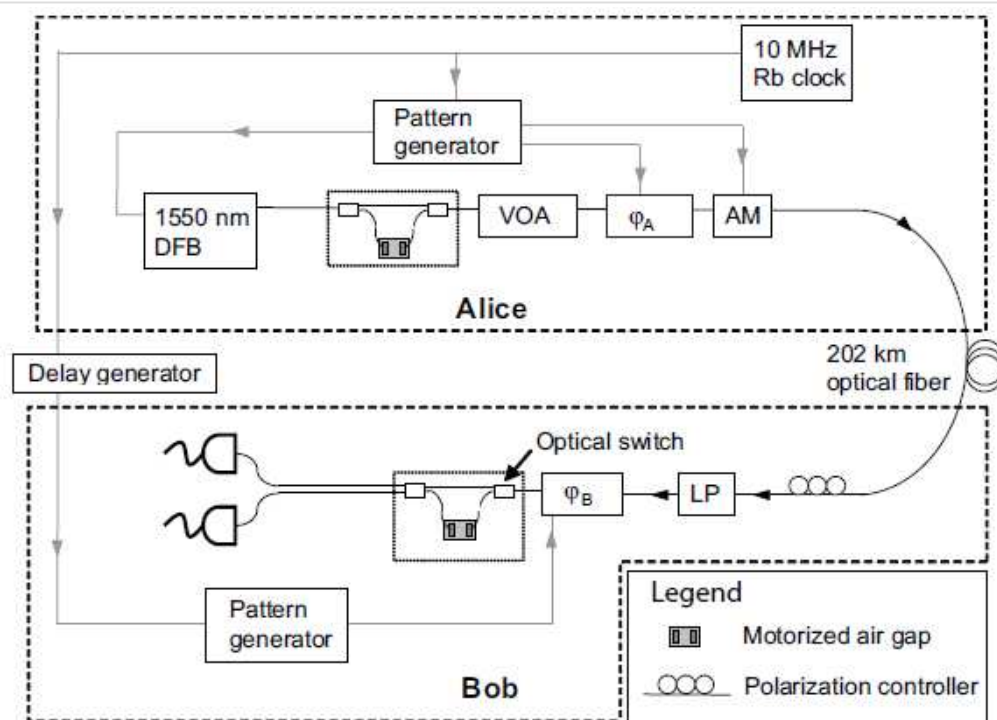 10 MHz
Rb clock
Pattern
generator
1550 nm
DFB
VOA
φA
AM
Alice
202 km
optical fiber
Delay generator
Optical switch
φB
LP
Pattern
generator
Bob
Legend
Motorized air gap
Polarization controller